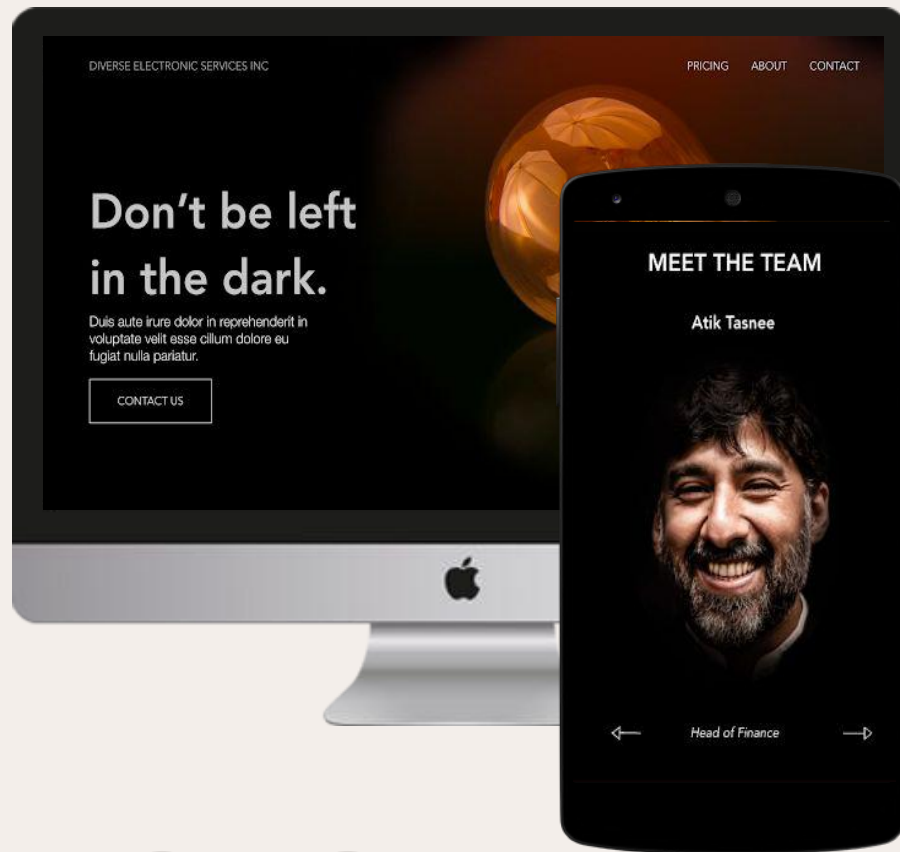 DIVERSE ELECTRONIC SERVICES INC
PRICING ABOUT CONTACT
Don't be left
in the dark.
Duis aute irure dolor in reprehenderit in
voluptate velit esse cillum dolore eu
fugiat nulla pariatur.
CONTACT US
MEET THE TEAM
Atik Tasnee
Head of Finance